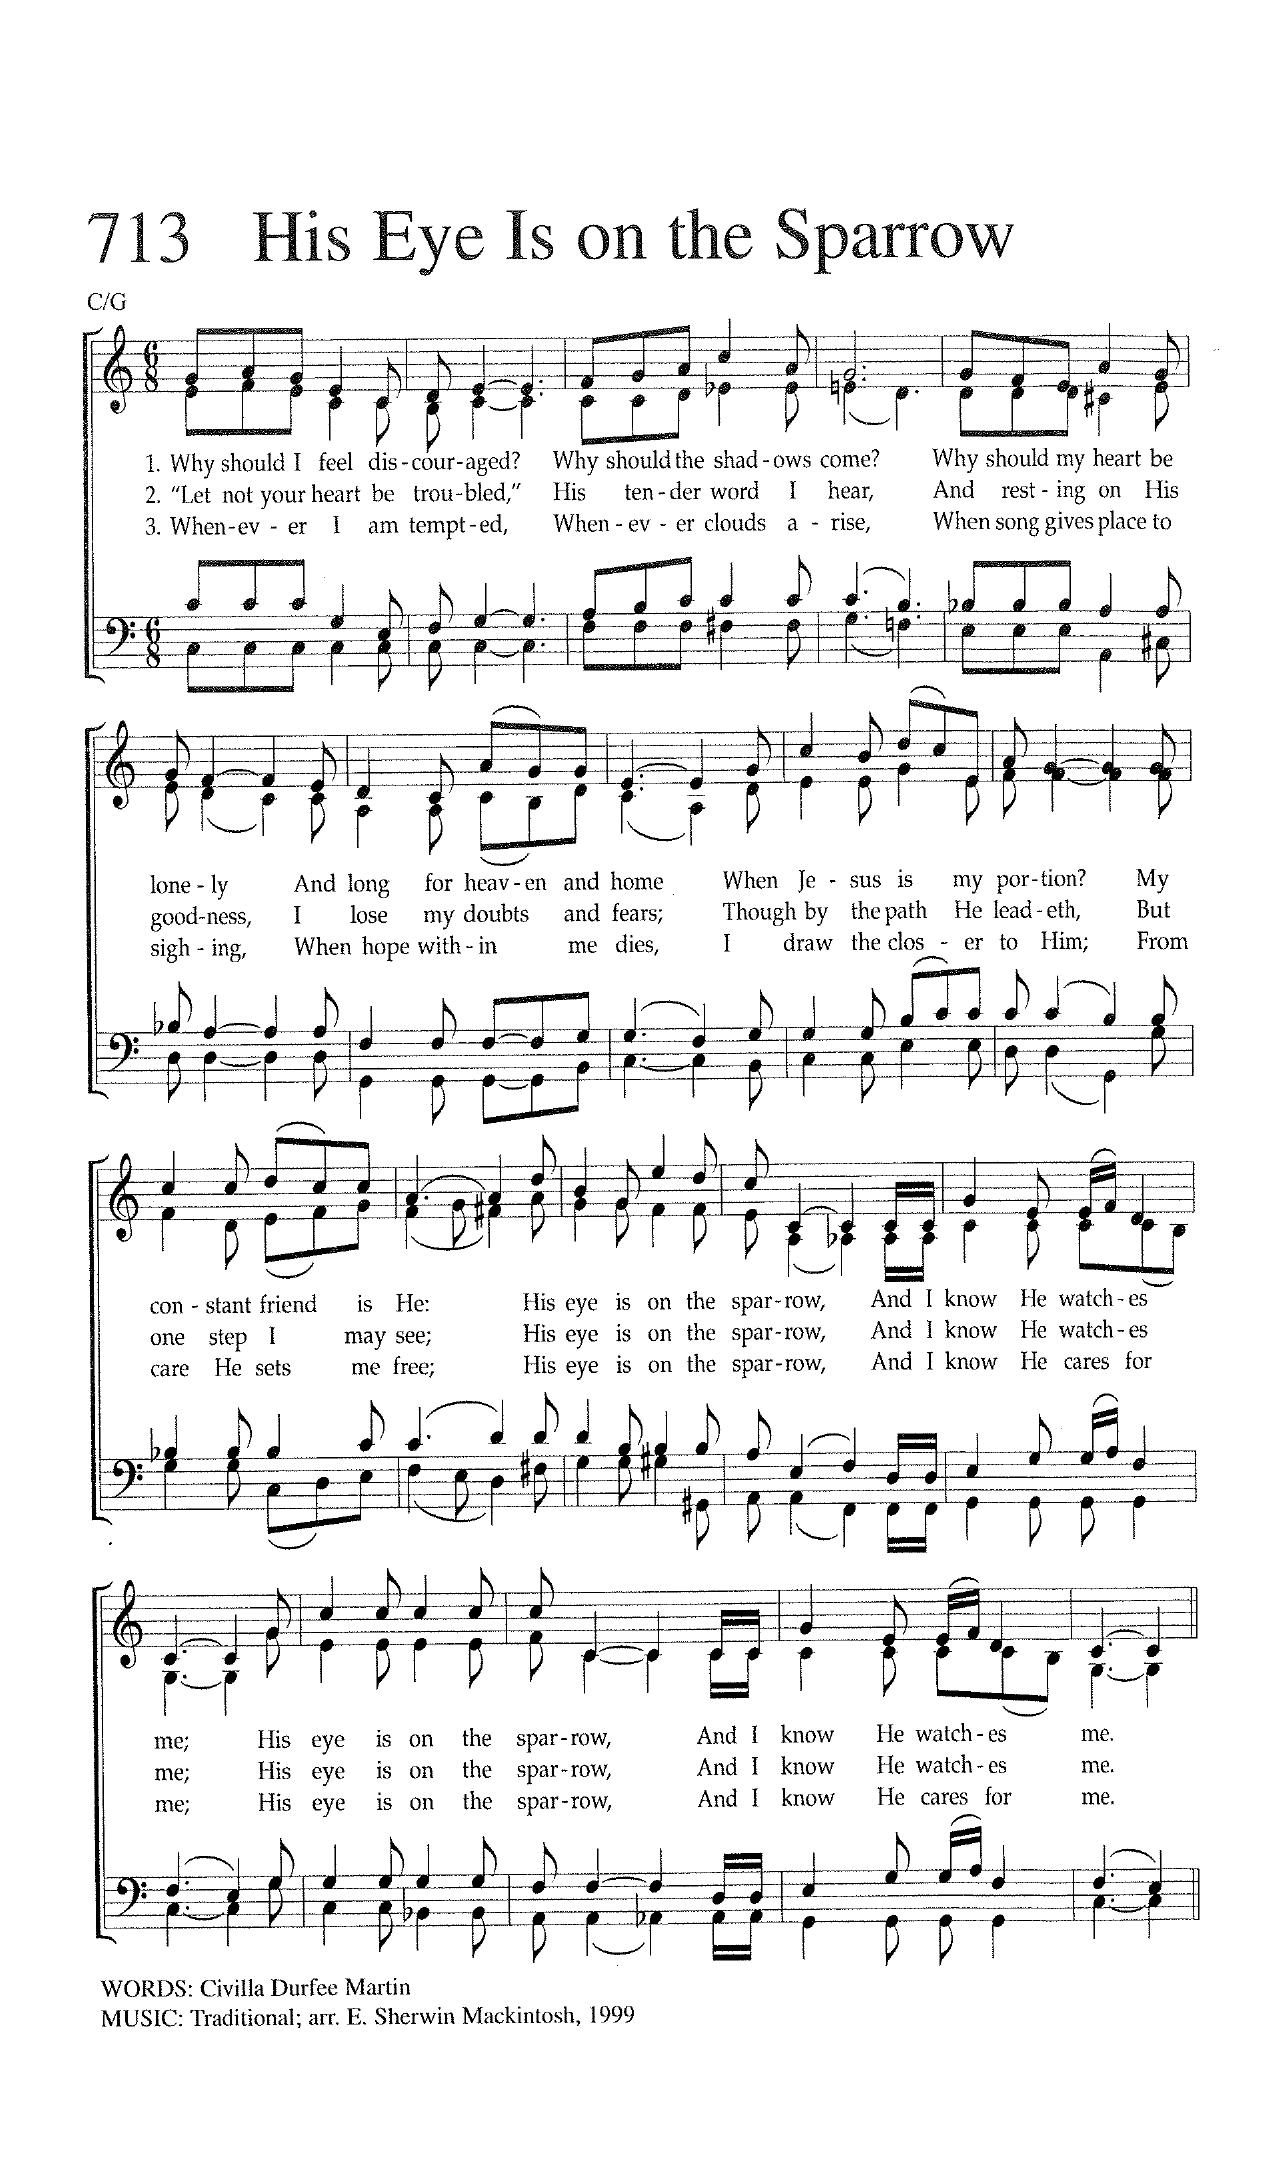 713 His Eye Is on the Sparrow
C/G
6 8
1. Why should I feel dis-cour-aged? Why should the shad-ows come? Why should my heart be
2. “Let not your heart be trou-bled,” His ten-der word I hear, And rest-ing on His
3. When-ev-er I am tempt-ed, When-ev-er clouds a-rise, When song gives place to
6 8
lone-ly And long for heav-en and home When Je-sus is my por-tion? My
good-ness, I lose my doubts and fears; Though by the path He lead-eth, But
sigh-ing, When hope with-in me dies, I draw the clos-er to Him; From
con-stant friend is He: His eye is on the spar-row, And I know He watch-es
one step I may see; His eye is on the spar-row, And I know He watch-es
care He sets me free; His eye is on the spar-row, And I know He cares for
me; His eye is on the spar-row, And I know He watch-es me.
me; His eye is on the spar-row, And I know He watch-es me.
me; His eye is on the spar-row, And I know He cares for me.
WORDS: Civilla Durfee Martin
MUSIC: Traditional; arr. E. Sherwin Mackintosh, 1999